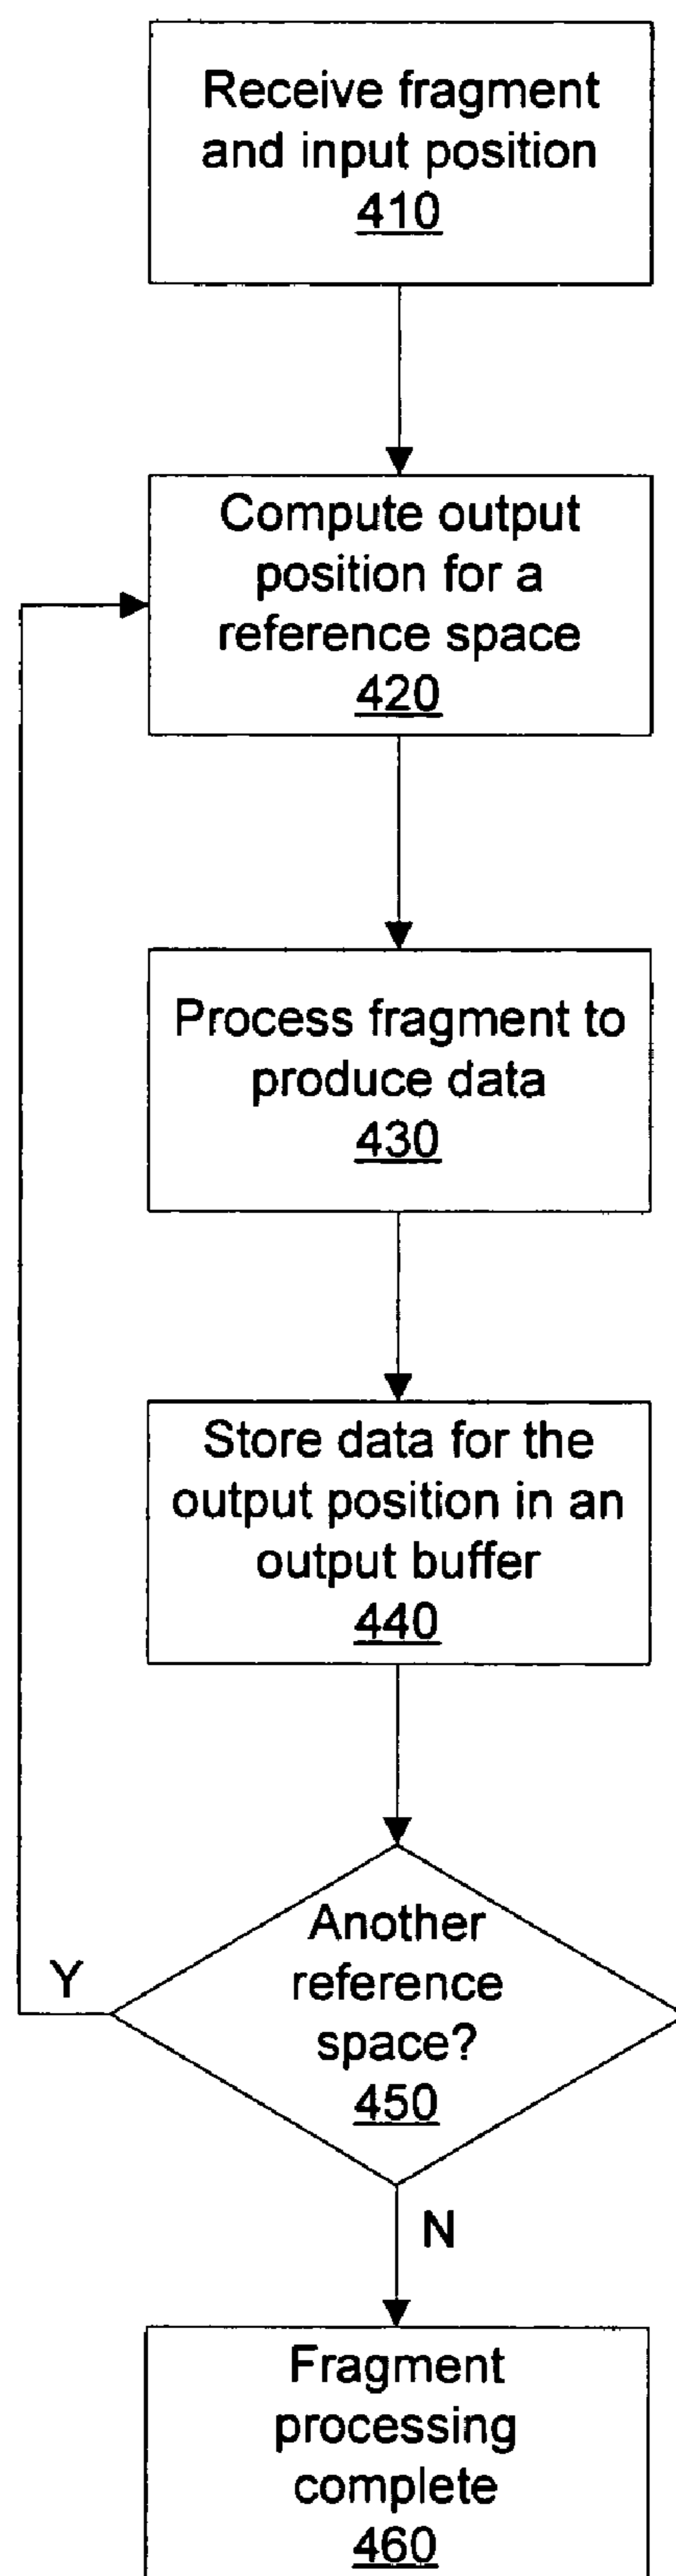 Receive fragment
and input position
410
Compute output
position for a
reference space
420
Process fragment to
produce data
430
Store data for the
output position in an
output buffer
440
Another
reference
space?
450
Y
N
Fragment
processing
complete
460